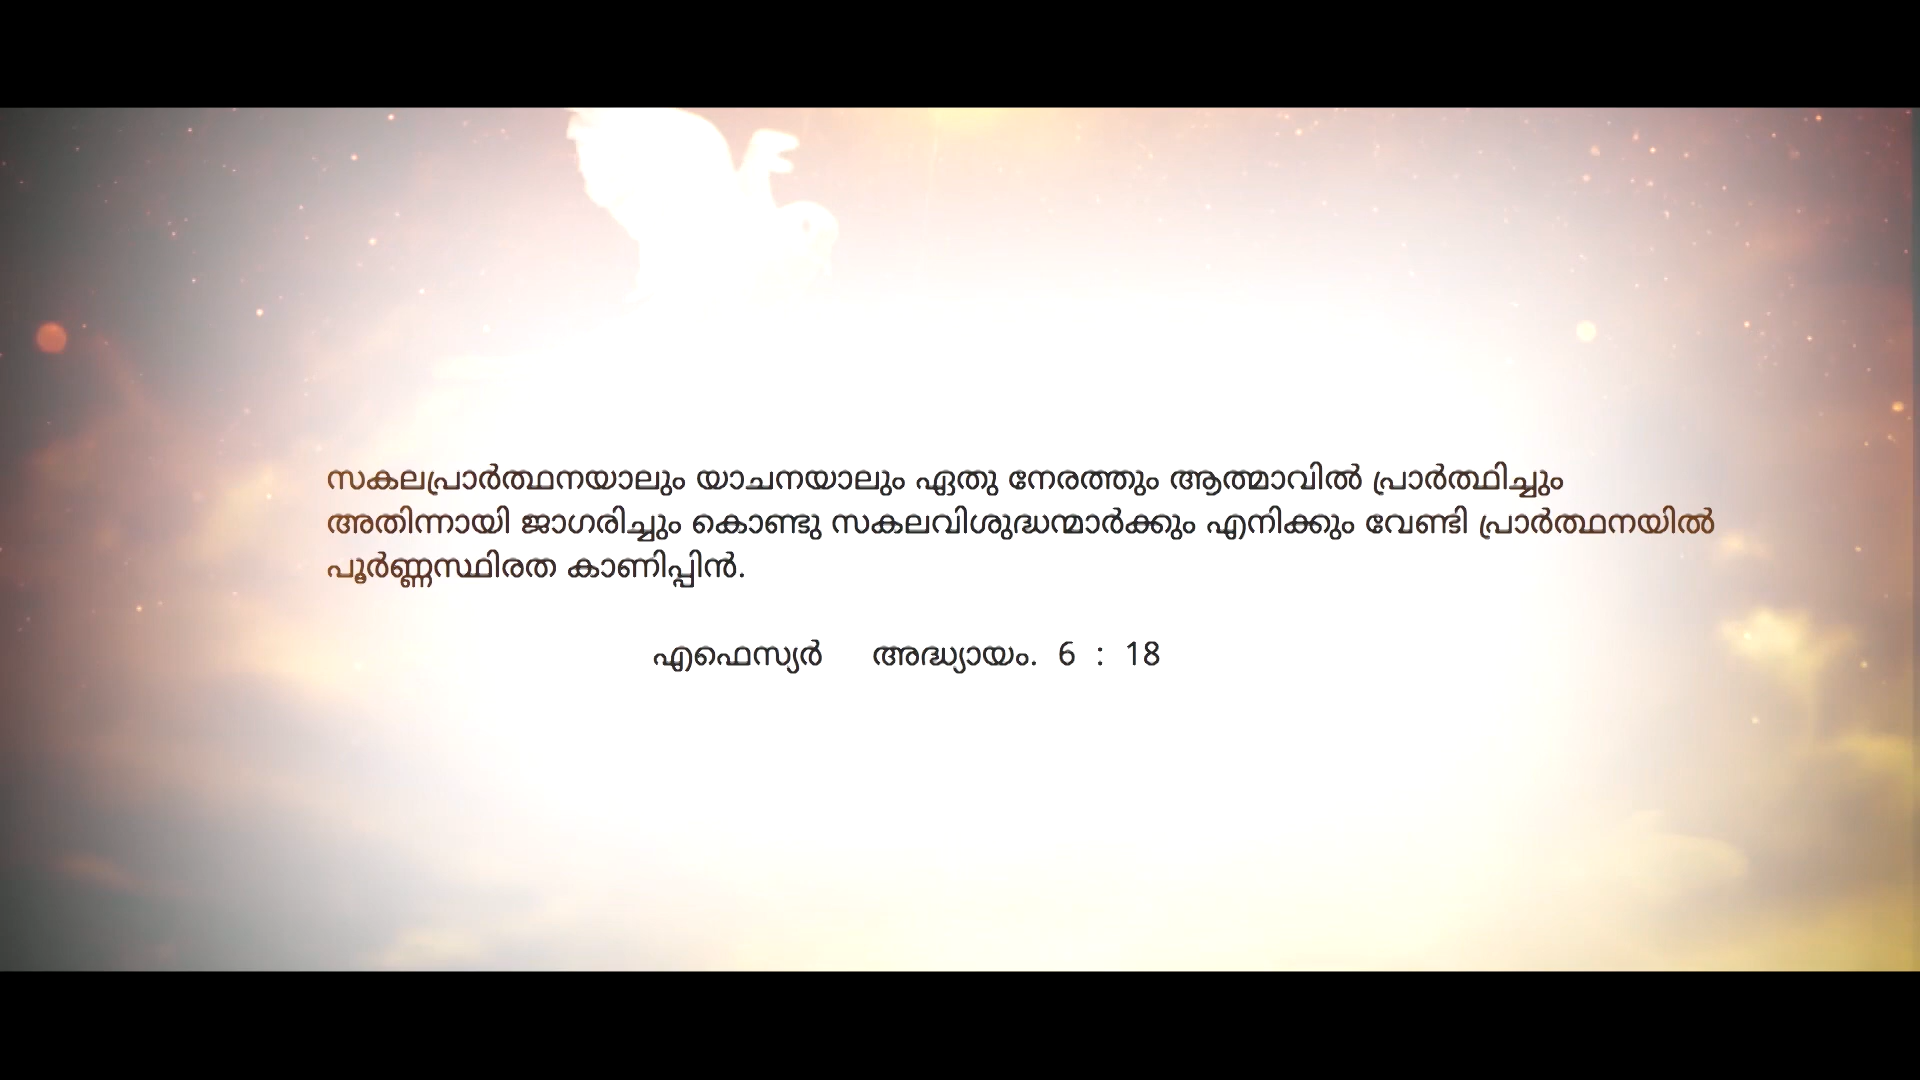 സകലപ്രാർത്ഥനയാലും യാചനയാലും ഏതു നേരത്തും ആത്മാവിൽ പ്രാർത്ഥിച്ചും
അതിന്നായി ജാഗരിച്ചും കൊണ്ടു സകലവിശുദ്ധന്മാർക്കും എനിക്കും വേണ്ടി പ്രാർത്ഥനയിൽ
പൂർണ്ണസ്ഥിരത കാണിപ്പിൻ.
എഫെസ്യർ അദ്ധ്യായം. 6 : 18